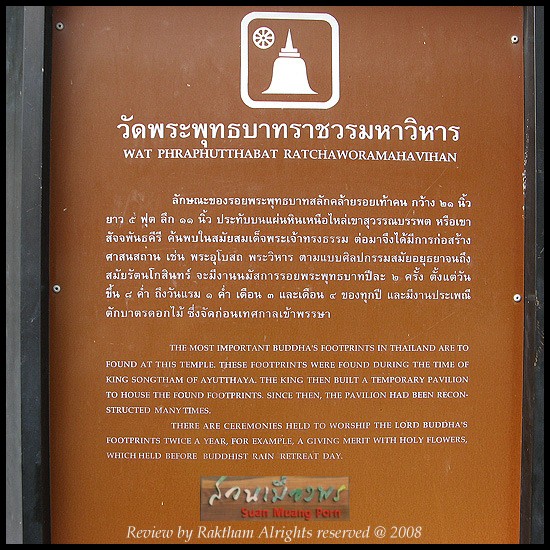 วัดพระพุทธบาทราชวรมหาวิหาร
WAT PHRAPHUTTHABAT RATCHAWORAMAHAVIHAN
ลักษณะของรอยพระพุทธบาทสลักคล้ายรอยเท้าคน กว้าง ๒๑ นิ้ว
ยาว ๕ ฟุต ลึก ๑๑ นิ้ว ประทับบนแผ่นหินเหนือไหล่เขาสุวรรณบรรพต หรือเขา
สัจจพันธ์คีรี ค้นพบในสมัยสมเด็จพระเจ้าทรงธรรม ต่อมาจึงได้มีการก่อสร้าง
ศาสนสถาน เช่น พระอุโบสถ พระวิหาร ตามแบบศิลปกรรมสมัยอยุธยาจนถึง
สมัยรัตนโกสินทร์ จะมีงานนมัสการรอยพระพุทธบาทปีละ ๒ ครั้ง ตั้งแต่วัน
ขึ้น ๘ ค่ำ ถึงวันแรม ๑ ค่ำ เดือน ๓ และเดือน ๔ ของทุกปี และมีงานประเพณี
ตักบาตรดอกไม้ ซึ่งจัดก่อนเทศกาลเข้าพรรษา
THE MOST IMPORTANT BUDDHA'S FOOTPRINTS IN THAILAND ARE TO
FOUND AT THIS TEMPLE. THESE FOOTPRINTS WERE FOUND DURING THE TIME OF
KING SONGTHAM OF AYUTTHAYA. THE KING THEN BUILT A TEMPORARY PAVILION
TO HOUSE THE FOUND FOOTPRINTS. SINCE THEN, THE PAVILION HAD BEEN RECON-
STRUCTED MANY TIMES.
THERE ARE CEREMONIES HELD TO WORSHIP THE LORD BUDDHA'S
FOOTPRINTS TWICE A YEAR, FOR EXAMPLE, A GIVING MERIT WITH HOLY FLOWERS,
WHICH HELD BEFORE BUDDHIST RAIN RETREAT DAY.
สวนเมืองพร
Suan Muang Porn
Review by Raktham Alrights reserved @ 2008